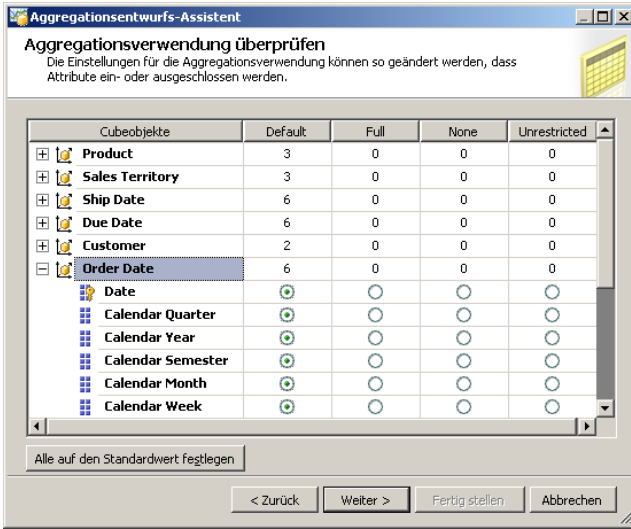 Aggregationsentwurfs-Assistent
Aggregationsverwendung überprüfen
Die Einstellungen für die Aggregationsverwendung können so geändert werden, dass
Attribute ein- oder ausgeschlossen werden.
Cubeobjekte Default Full None Unrestricted
Product 3 0 0 0
Sales Territory 3 0 0 0
Ship Date 6 0 0 0
Due Date 6 0 0 0
Customer 2 0 0 0
Order Date 6 0 0 0
Date
Calendar Quarter
Calendar Year
Calendar Semester
Calendar Month
Calendar Week
Alle auf den Standardwert festlegen
< Zurück Weiter > Fertig stellen Abbrechen